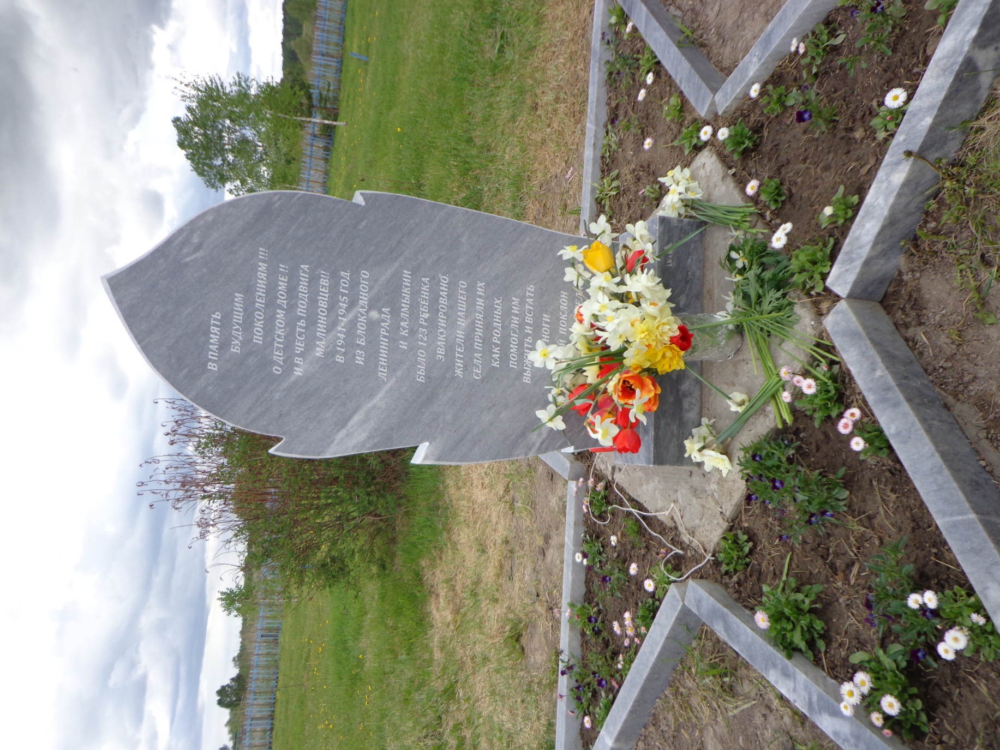 В ПАМЯТЬ
БУДУЩИМ
ПОКОЛЕНИЯМ !!!
О ДЕТСКОМ ДОМЕ !!
И В ЧЕСТЬ ПОДВИГА
МАЛИНОВЦЕВ!!
В 1941-1945 ГОД.
ИЗ БЛОКАДНОГО
ЛЕНИНГРАДА
И КАЛМЫКИИ
БЫЛО 123 РЕБЁНКА
ЭВАКУИРОВАНО.
ЖИТЕЛИ НАШЕГО
СЕЛА ПРИНЯЛИ ИХ
КАК РОДНЫХ.
ПОМОГЛИ ИМ
ВЫЖИТЬ И ВСТАТЬ
НОГИ
Й ПОКЛОН